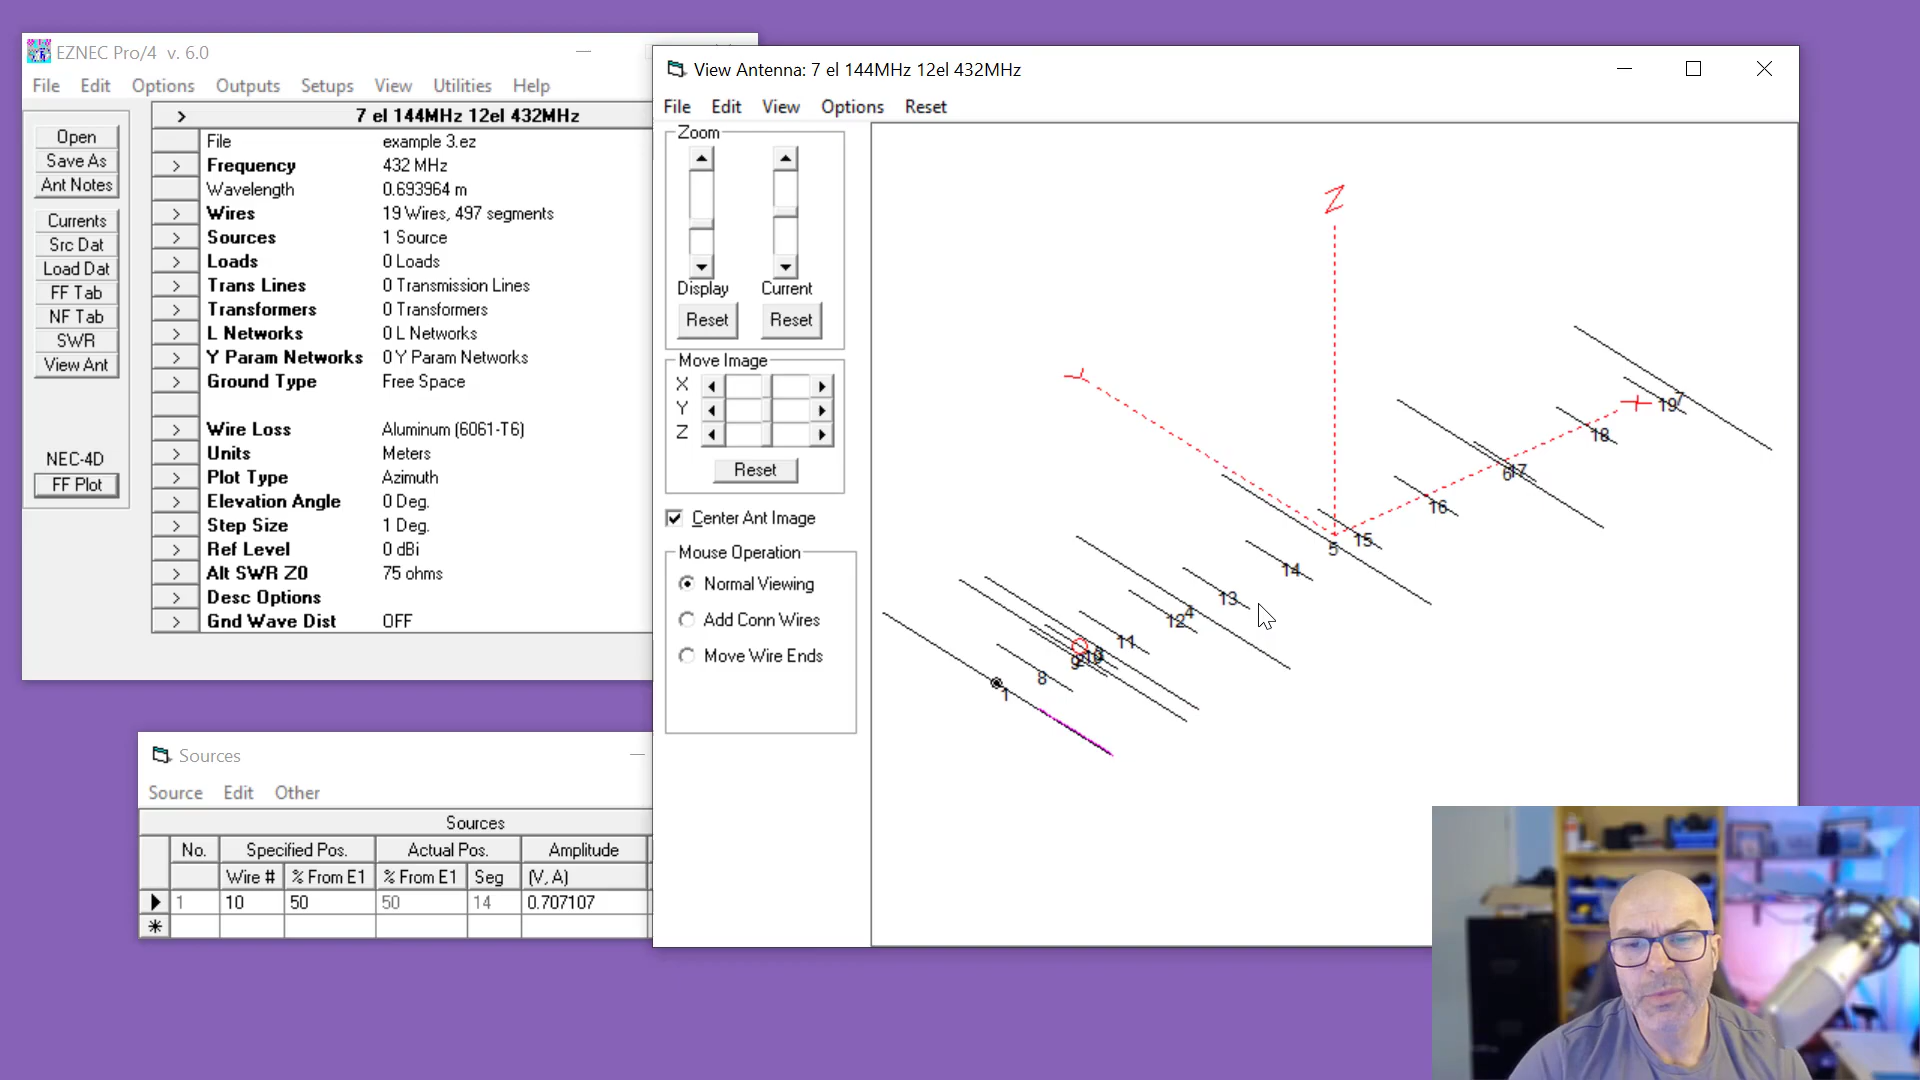 EZNEC Pro/4 v. 6.0
File Edit Options Outputs Setups View Utilities Help
> 7 el 144MHz 12el 432MHz
Open
Save As
Ant Notes
Currents
Src Dat
Load Dat
FF Tab
NF Tab
SWR
View Ant
NEC-4D
FF Plot
File example 3.ez
> Frequency 432 MHz
Wavelength 0.693964 m
> Wires 19 Wires, 497 segments
> Sources 1 Source
> Loads 0 Loads
> Trans Lines 0 Transmission Lines
> Transformers 0 Transformers
> L Networks 0 L Networks
> Y Param Networks 0 Y Param Networks
> Ground Type Free Space
> Wire Loss Aluminum (6061-T6)
> Units Meters
> Plot Type Azimuth
> Elevation Angle 0 Deg.
> Step Size 1 Deg.
> Ref Level 0 dBi
> Alt SWR Z0 75 ohms
> Desc Options
> Gnd Wave Dist OFF
Sources
Source Edit Other
Sources
No. Specified Pos. Actual Pos. Amplitude
Wire # % From E1 % From E1 Seg (V, A)
1 10 50 50 14 0.707107
View Antenna: 7 el 144MHz 12el 432MHz
File Edit View Options Reset
Zoom
Display Current
Reset Reset
Move Image
X
Y
Z
Reset
Center Ant Image
Mouse Operation
Normal Viewing
Add Conn Wires
Move Wire Ends
Z
Y
X
19
7
18
6
17
16
15
5
14
13
4
12
11
10
9
8
1